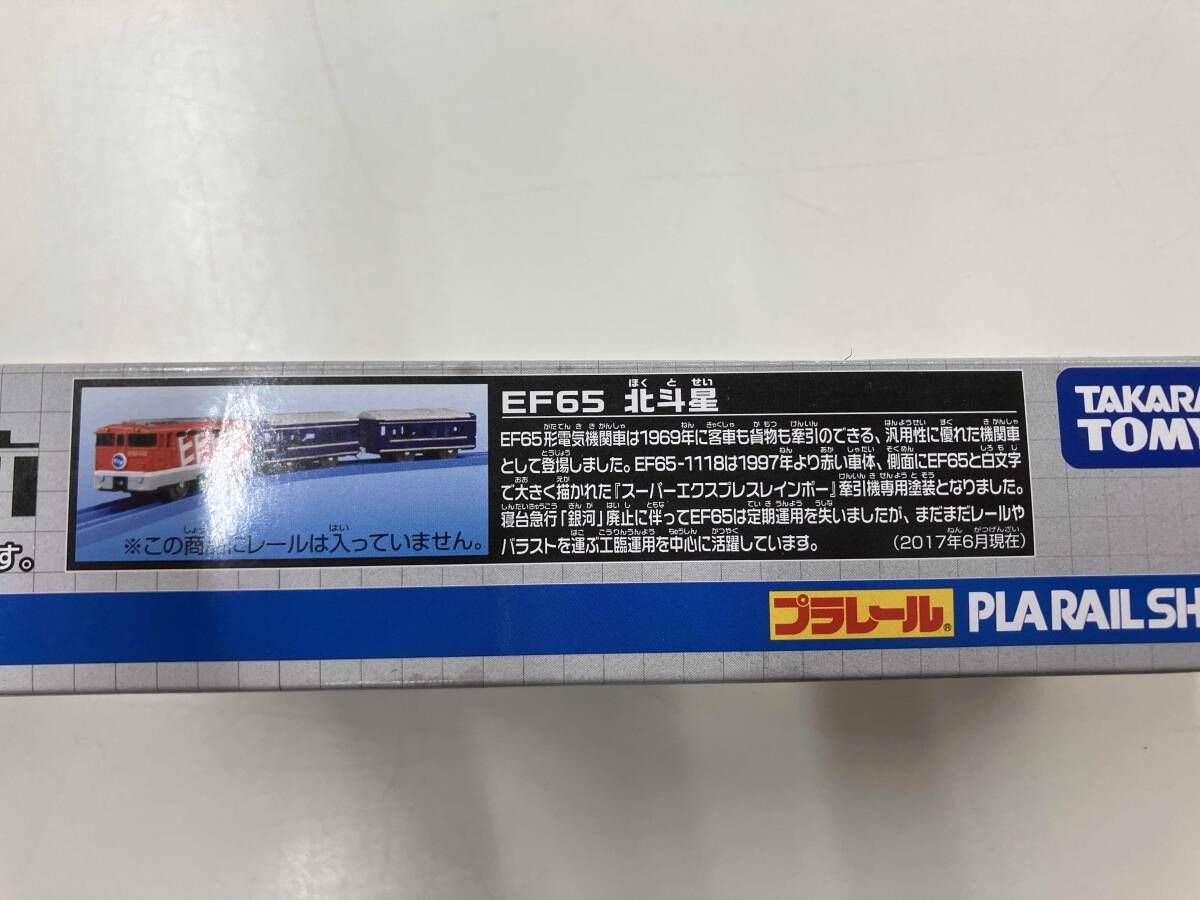 EF65 北斗星
ほくとせい
EF65形電気機関車は1969年に客車も貨物も牽引のできる、汎用性に優れた機関車
として登場しました。EF65-1118は1997年より赤い車体、側面にEF65と白文字
で大きく描かれた『スーパーエクスプレスレインボー』牽引機専用塗装となりました。
寝台急行「銀河」廃止に伴ってEF65は定期運用を失いましたが、まだまだレールや
バラストを運ぶ工臨運用を中心に活躍しています。
(2017年6月現在)
※この商品にレールは入っていません。
す。
TAKARA
TOMY
プラレール®
PLARAIL SH